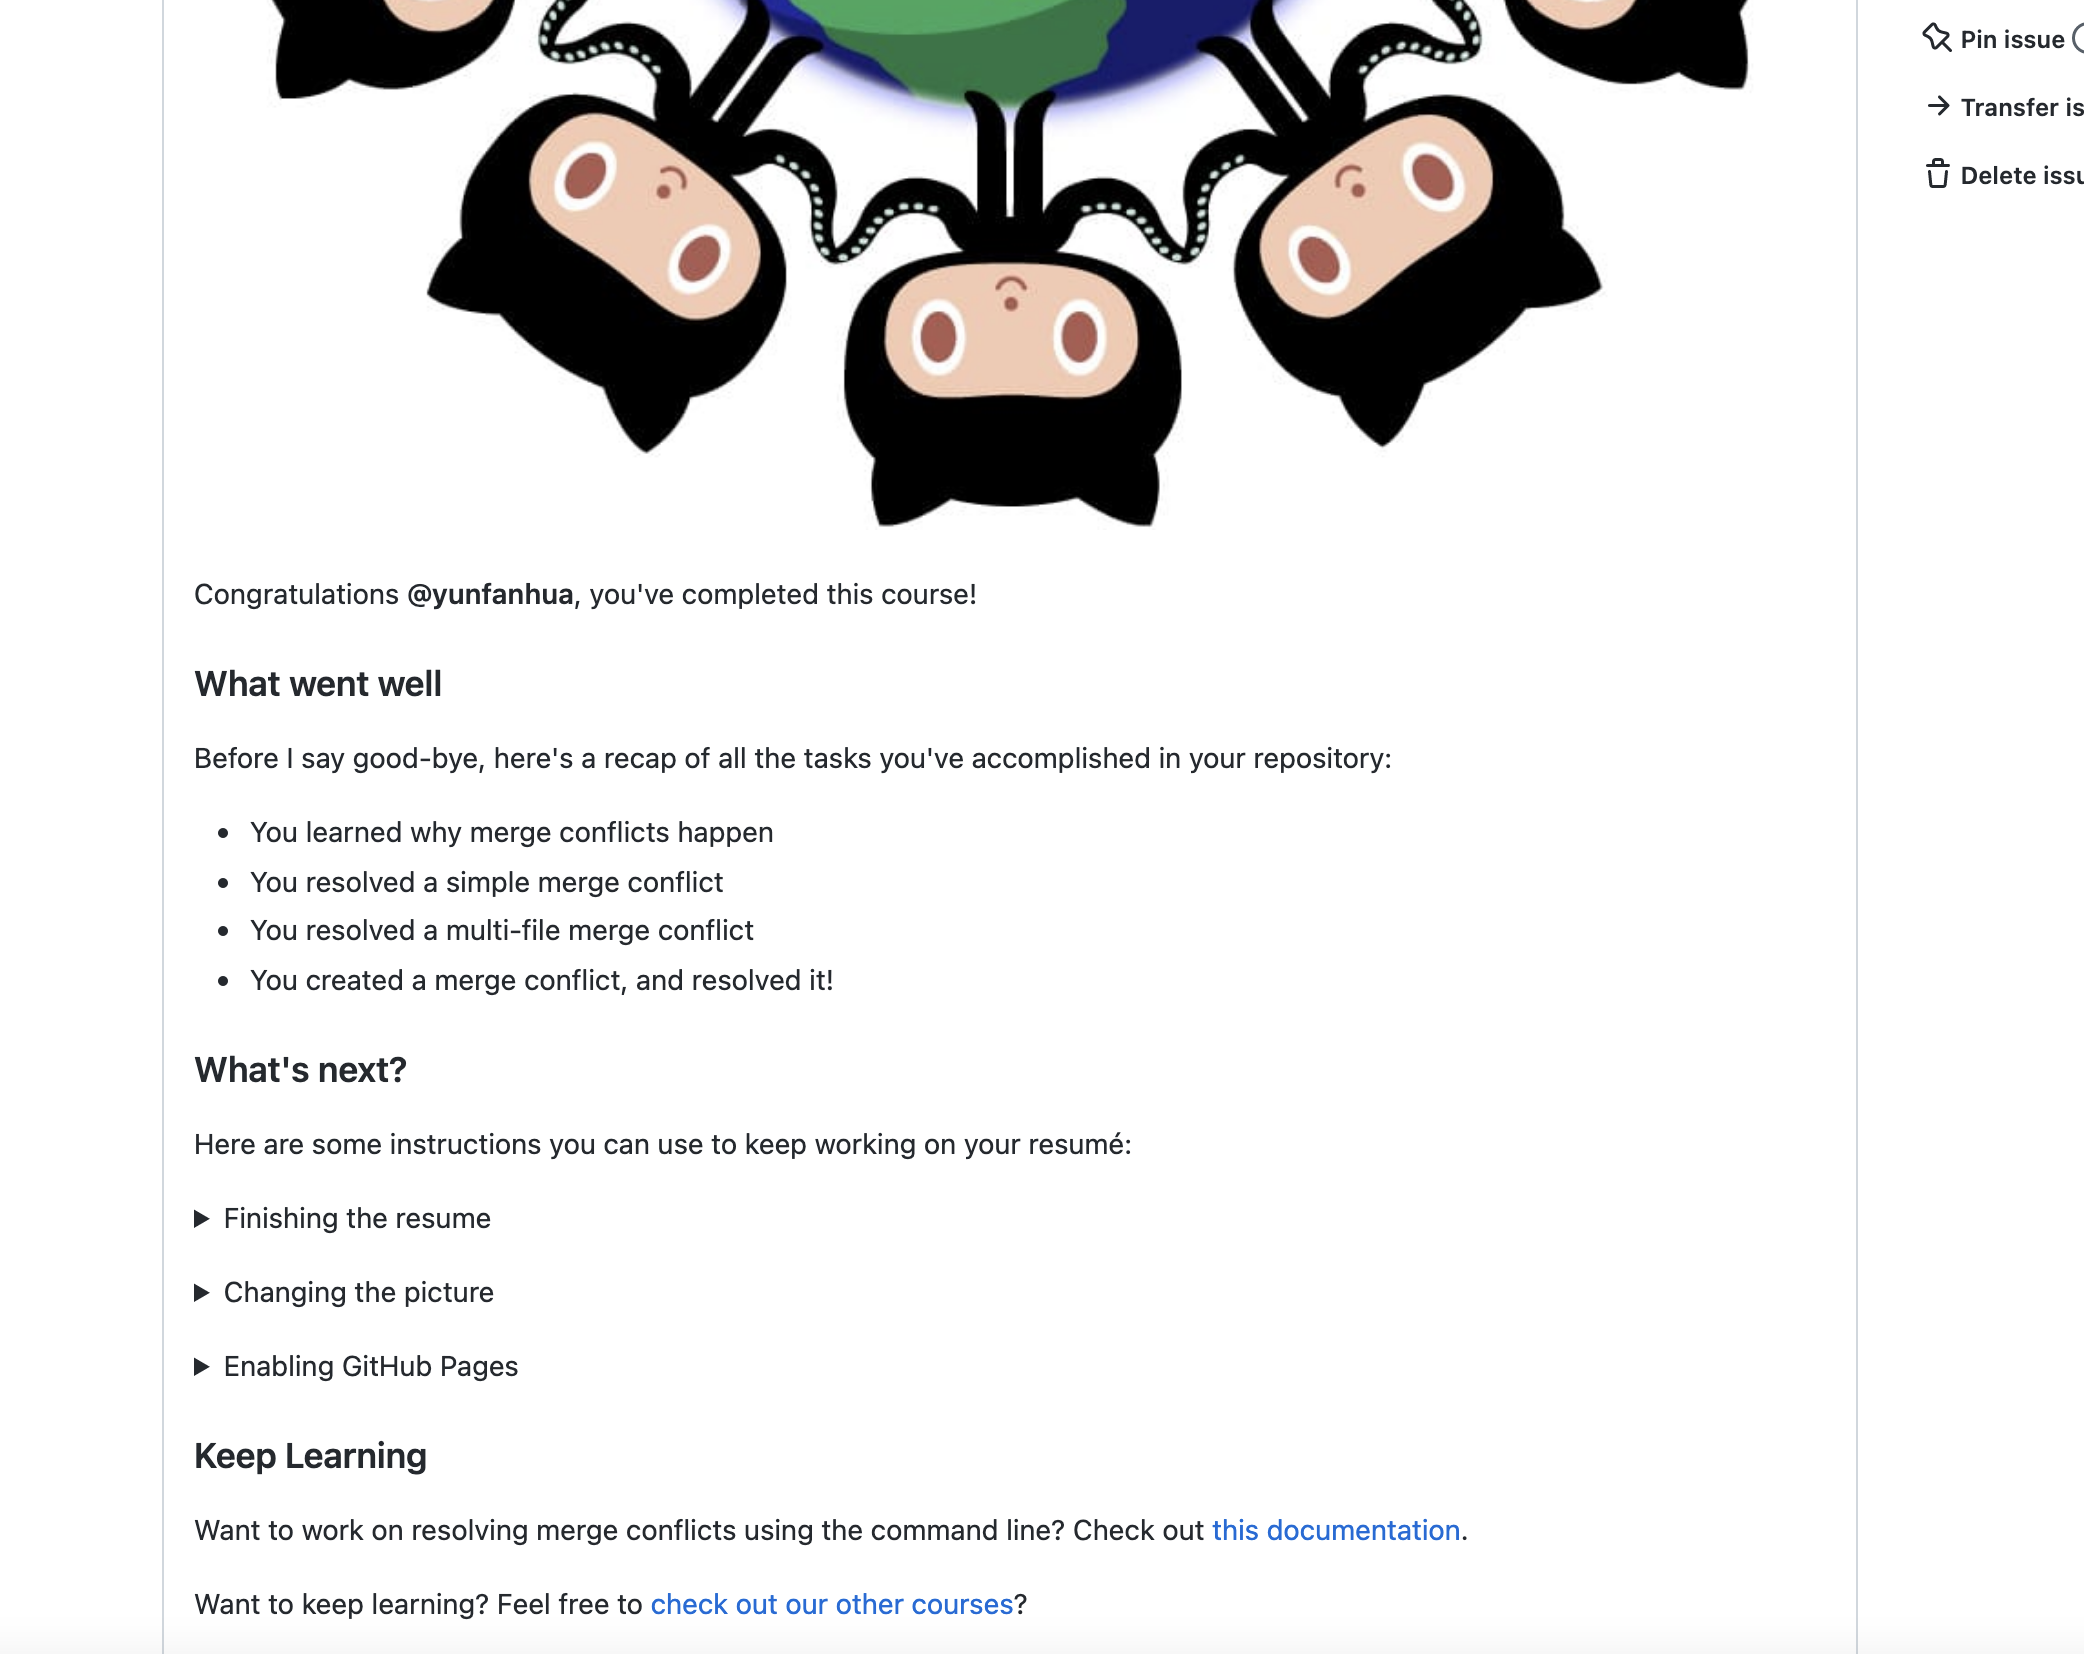 Pin issue
Transfer is
Delete issu
Congratulations @yunfanhua, you've completed this course!
What went well
Before I say good-bye, here's a recap of all the tasks you've accomplished in your repository:
You learned why merge conflicts happen
You resolved a simple merge conflict
You resolved a multi-file merge conflict
You created a merge conflict, and resolved it!
What's next?
Here are some instructions you can use to keep working on your resumé:
Finishing the resume
Changing the picture
Enabling GitHub Pages
Keep Learning
Want to work on resolving merge conflicts using the command line? Check out this documentation.
Want to keep learning? Feel free to check out our other courses?